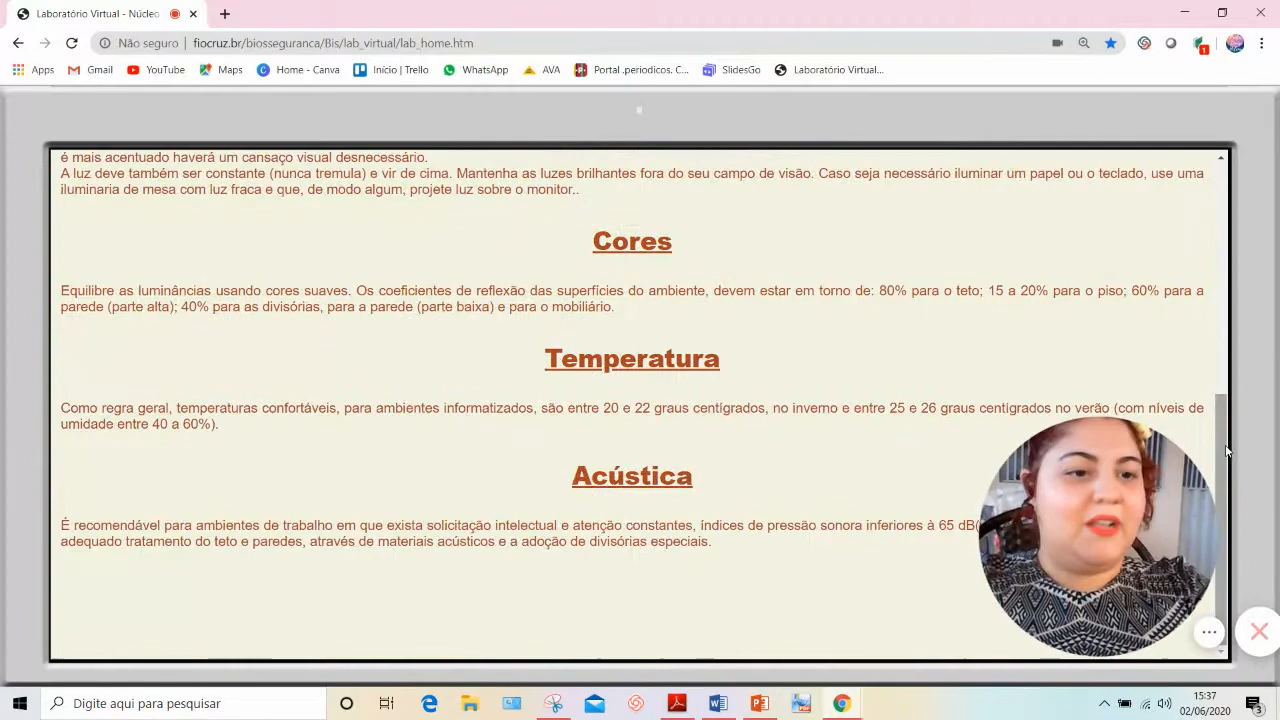 Laboratório Virtual - Núcleo
Não seguro | fiocruz.br/biosseguranca/Bis/lab_virtual/lab_home.htm
Apps Gmail YouTube Maps Home - Canva Início | Trello WhatsApp AVA Portal .periodicos. C... SlidesGo Laboratório Virtual...
é mais acentuado haverá um cansaço visual desnecessário.
A luz deve também ser constante (nunca tremula) e vir de cima. Mantenha as luzes brilhantes fora do seu campo de visão. Caso seja necessário iluminar um papel ou o teclado, use uma
iluminaria de mesa com luz fraca e que, de modo algum, projete luz sobre o monitor..
Cores
Equilibre as luminâncias usando cores suaves. Os coeficientes de reflexão das superfícies do ambiente, devem estar em torno de: 80% para o teto; 15 a 20% para o piso; 60% para a
parede (parte alta); 40% para as divisórias, para a parede (parte baixa) e para o mobiliário.
Temperatura
Como regra geral, temperaturas confortáveis, para ambientes informatizados, são entre 20 e 22 graus centígrados, no inverno e entre 25 e 26 graus centígrados no verão (com níveis de
umidade entre 40 a 60%).
Acústica
É recomendável para ambientes de trabalho em que exista solicitação intelectual e atenção constantes, índices de pressão sonora inferiores à 65 dB(
adequado tratamento do teto e paredes, através de materiais acústicos e a adoção de divisórias especiais.
Digite aqui para pesquisar
15:37
02/06/2020